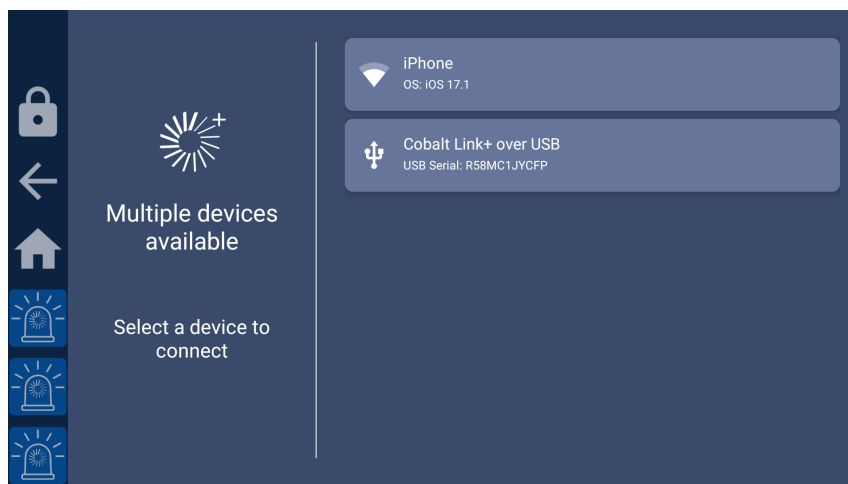 Multiple devices
available
Select a device to
connect
iPhone
OS: iOS 17.1
Cobalt Link+ over USB
USB Serial: R58MC1JYCFP